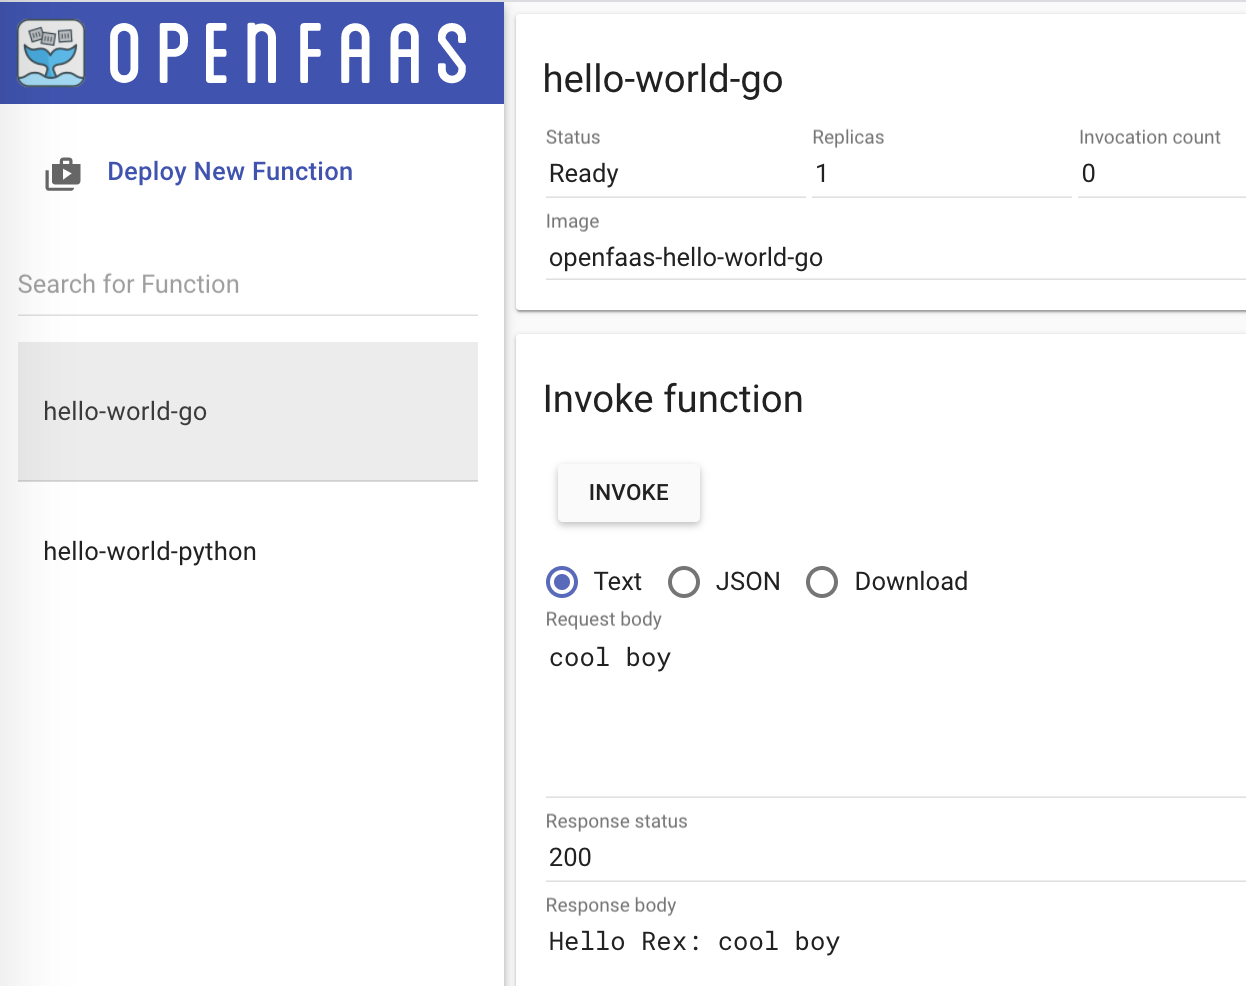 OPENFAAS
Deploy New Function
Search for Function
hello-world-go
hello-world-python
hello-world-go
Status Replicas Invocation count
Ready 1 0
Image
openfaas-hello-world-go
Invoke function
INVOKE
Text JSON Download
Request body
cool boy
Response status
200
Response body
Hello Rex: cool boy